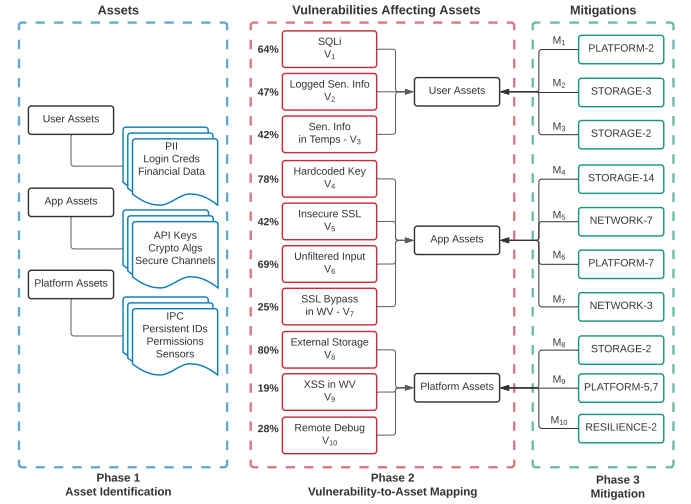 Assets
User Assets
PII
Login Creds
Financial Data
App Assets
API Keys
Crypto Algs
Secure Channels
Platform Assets
IPC
Persistent IDs
Permissions
Sensors
Phase 1
Asset Identification
Vulnerabilities Affecting Assets
64%
SQLi
V1
47%
Logged Sen. Info
V2
42%
Sen. Info
in Temps - V3
User Assets
78%
Hardcoded Key
V4
42%
Insecure SSL
V5
69%
Unfiltered Input
V6
25%
SSL Bypass
in WV - V7
App Assets
80%
External Storage
V8
19%
XSS in WV
V9
28%
Remote Debug
V10
Platform Assets
Phase 2
Vulnerability-to-Asset Mapping
Mitigations
M1
PLATFORM-2
M2
STORAGE-3
M3
STORAGE-2
M4
STORAGE-14
M5
NETWORK-7
M6
PLATFORM-7
M7
NETWORK-3
M8
STORAGE-2
M9
PLATFORM-5,7
M10
RESILIENCE-2
Phase 3
Mitigation